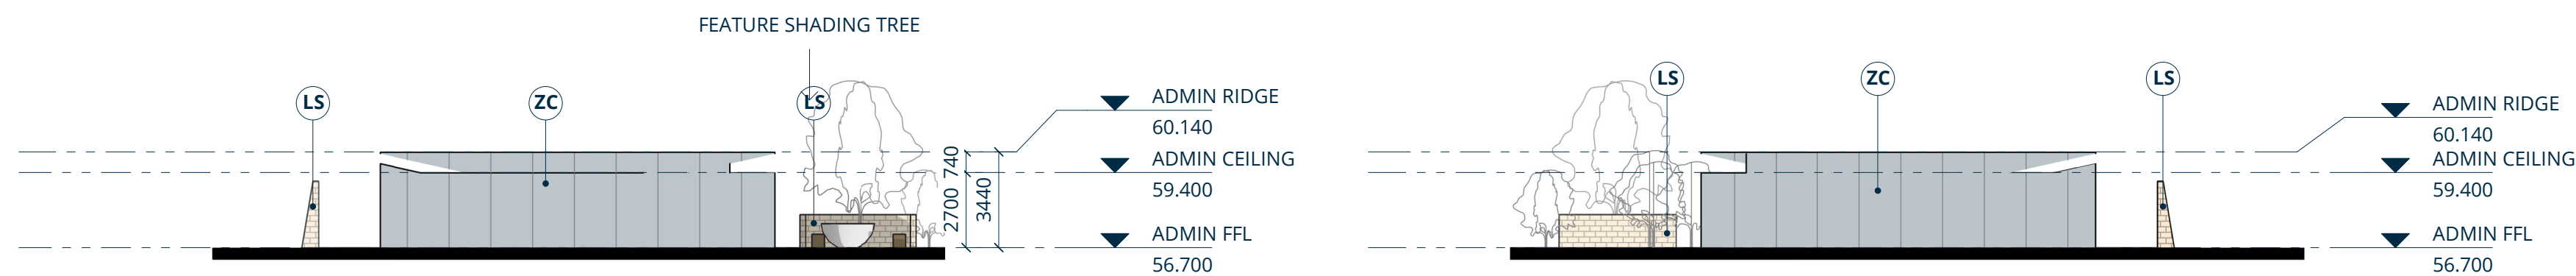 FEATURE SHADING TREE
LS
ZC
LS
ADMIN RIDGE
60.140
ADMIN CEILING
59.400
ADMIN FFL
56.700
740
2700
3440
LS
ZC
LS
ADMIN RIDGE
60.140
ADMIN CEILING
59.400
ADMIN FFL
56.700